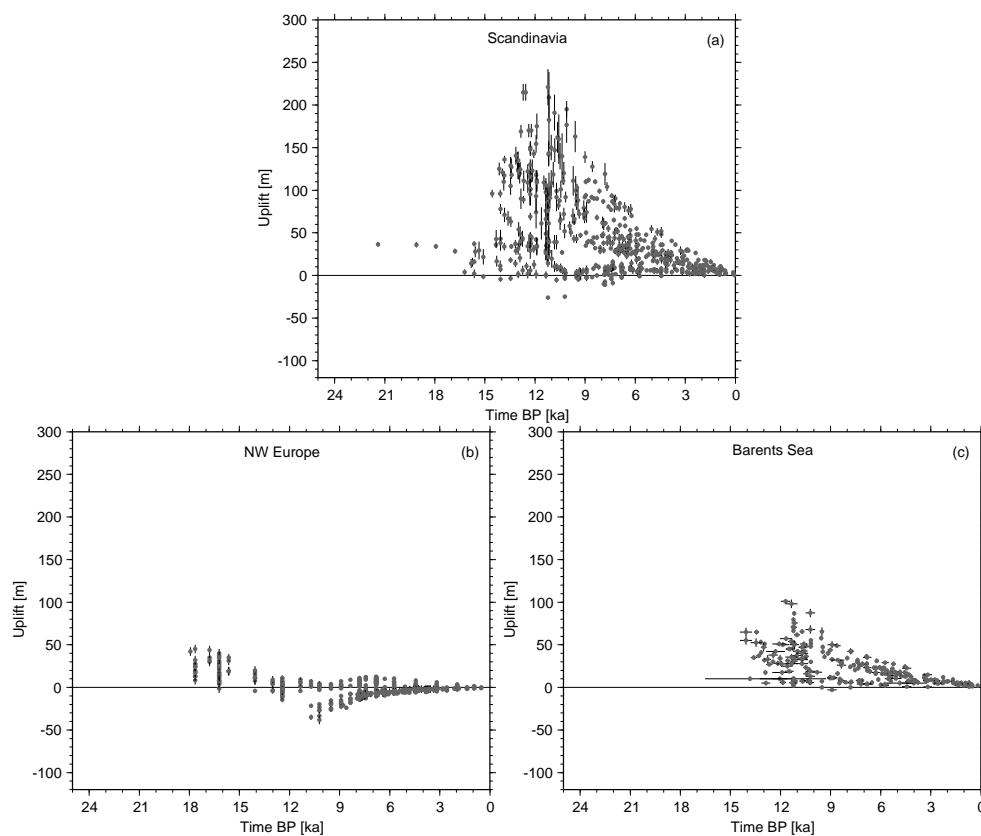 Scandinavia
(a)
300
250
200
150
100
50
0
-50
-100
Uplift [m]
24 21 18 15 12 9 6 3 0
Time BP [ka]
NW Europe
(b)
300
250
200
150
100
50
0
-50
-100
Uplift [m]
24 21 18 15 12 9 6 3 0
Time BP [ka]
Barents Sea
(c)
300
250
200
150
100
50
0
-50
-100
Uplift [m]
24 21 18 15 12 9 6 3 0
Time BP [ka]